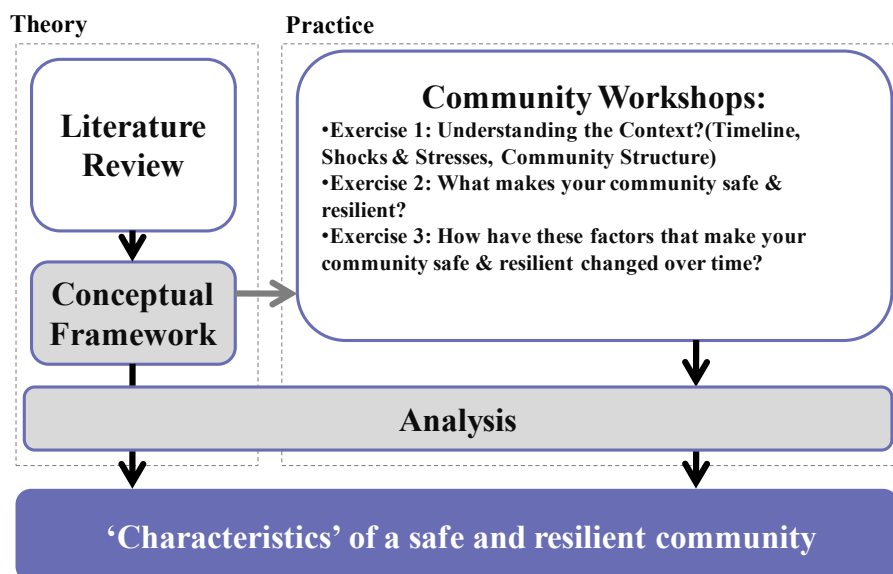 Theory
Practice
Literature
Review
Conceptual
Framework
Community Workshops:
•Exercise 1: Understanding the Context?(Timeline,
Shocks & Stresses, Community Structure)
•Exercise 2: What makes your community safe &
resilient?
•Exercise 3: How have these factors that make your
community safe & resilient changed over time?
Analysis
‘Characteristics’ of a safe and resilient community